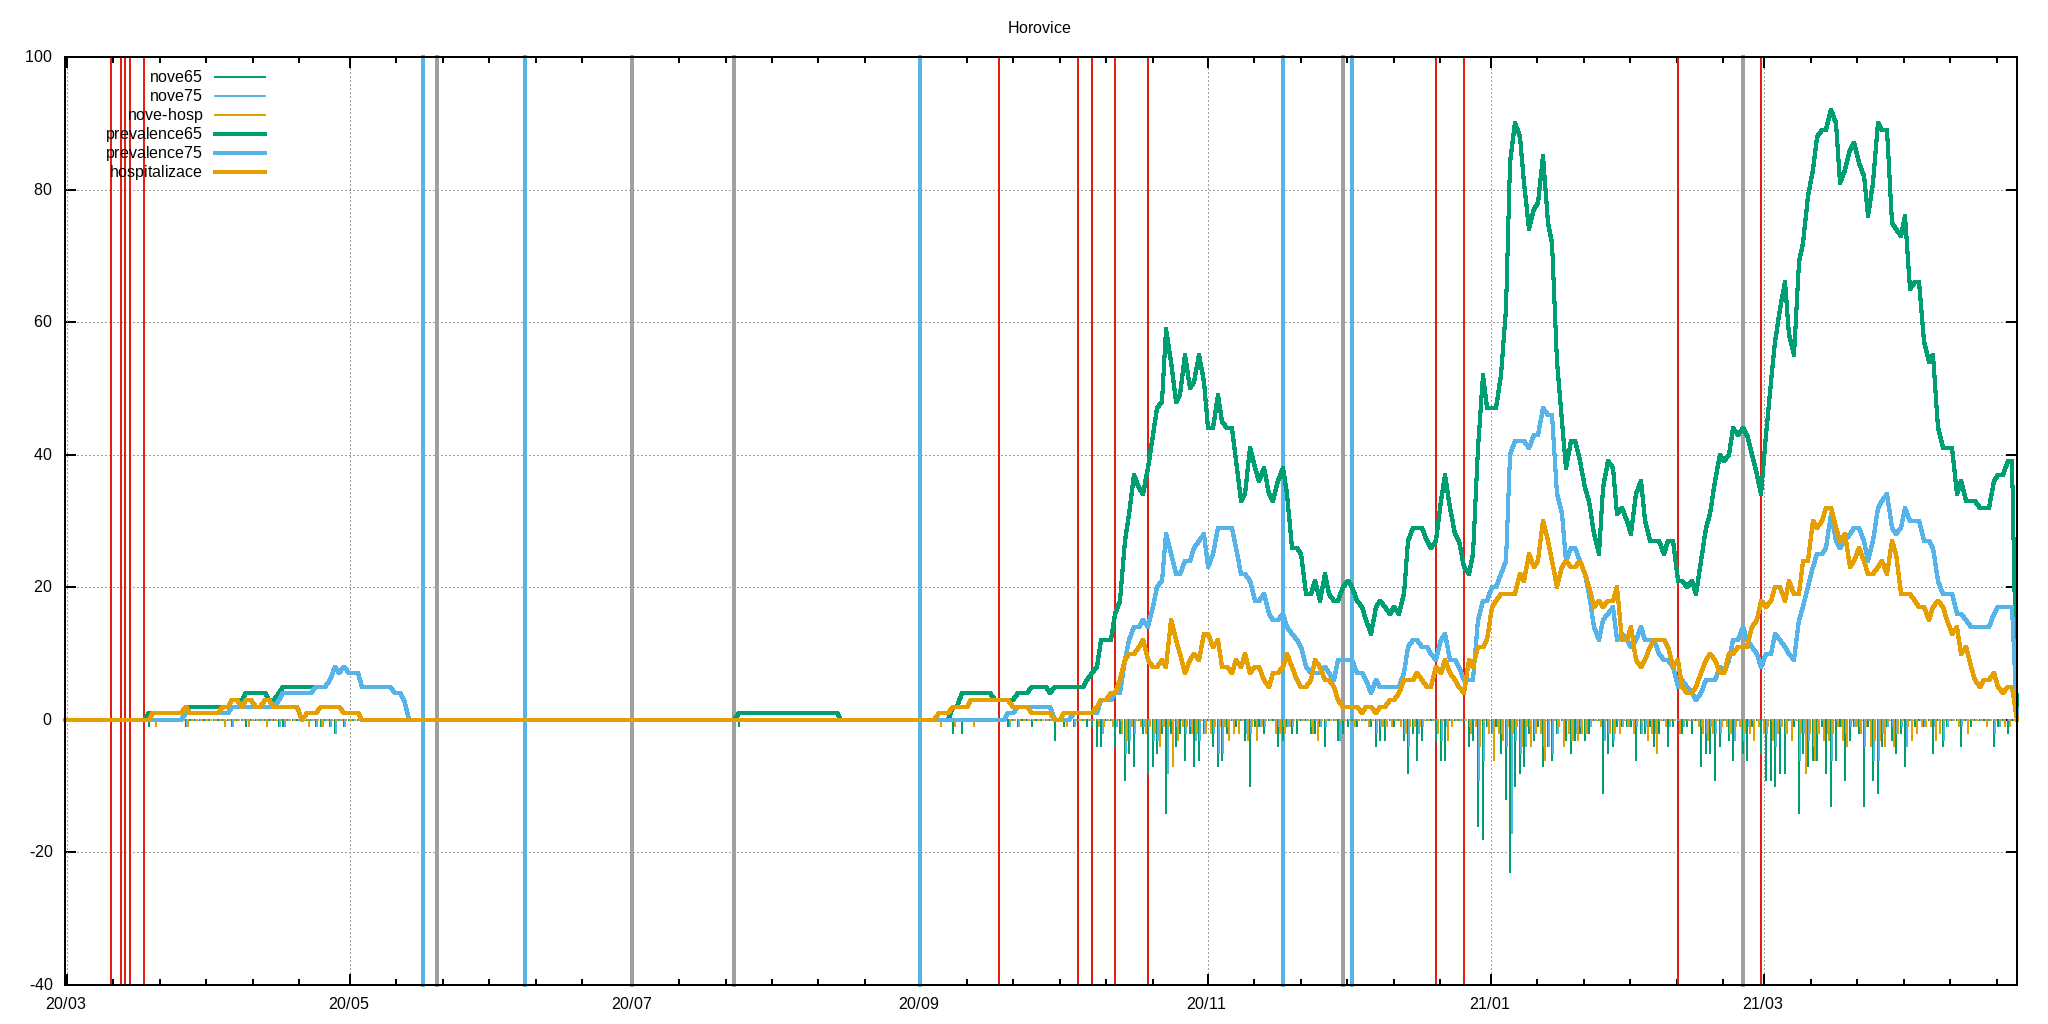 Horovice
100
80
60
40
20
0
-20
-40
nove65
nove75
nove-hosp
prevalence65
prevalence75
hospitalizace
20/03 20/05 20/07 20/09 20/11 21/01 21/03